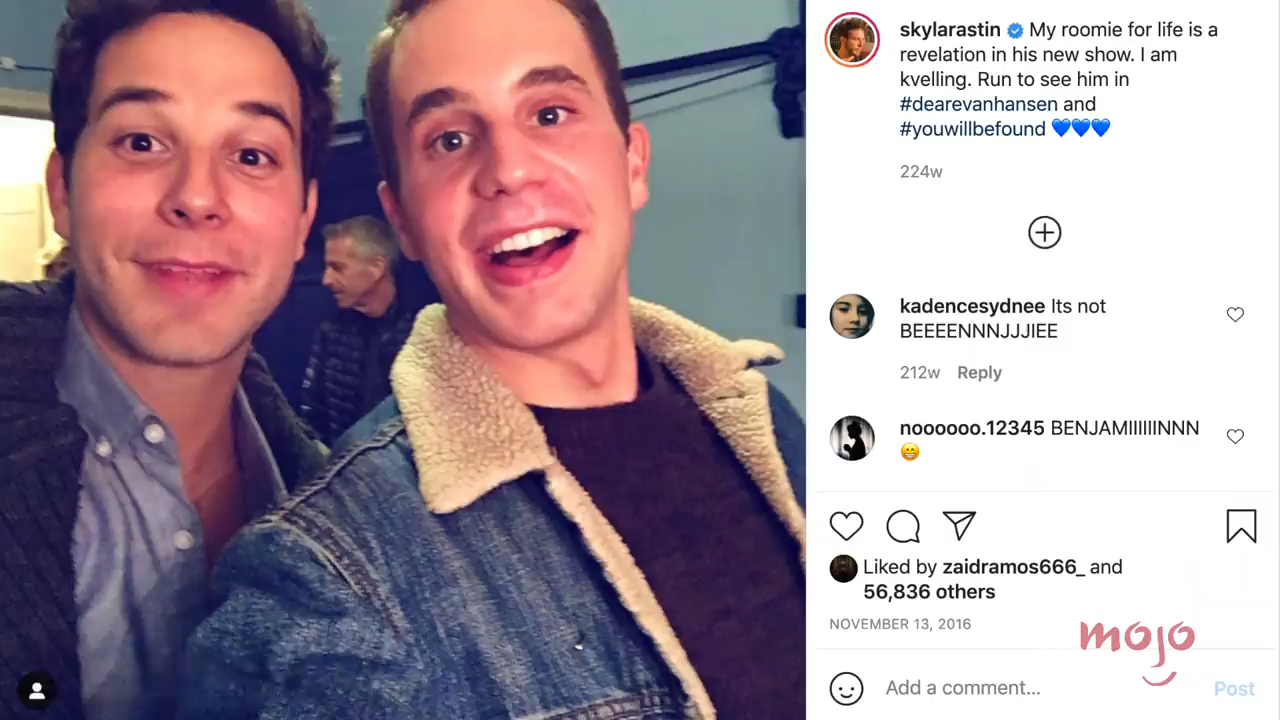 skylarastin My roomie for life is a
revelation in his new show. I am
kvelling. Run to see him in
#dearevanhansen and
#youwillbefound 💙💙💙
224w
kadencesydnee Its not
BEEEENNNJJJIEE
212w Reply
noooooo.12345 BENJAMIIIIIINNN
😁
Liked by zaidramos666_ and
56,836 others
NOVEMBER 13, 2016
mojo
Add a comment... Post